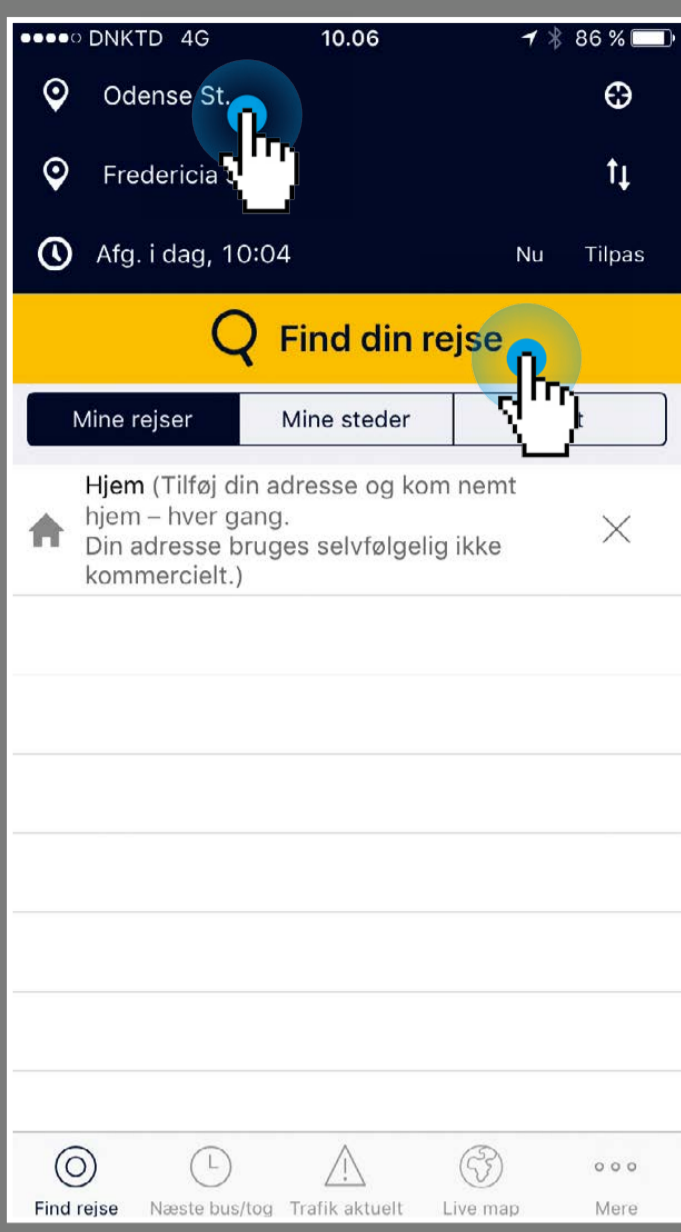 DNKTD 4G 10.06 86 %
Odense St.
Fredericia
Afg. i dag, 10:04 Nu Tilpas
Find din rejse
Mine rejser Mine steder
Hjem (Tilføj din adresse og kom nemt
hjem – hver gang.
Din adresse bruges selvfølgelig ikke
kommercielt.)
Find rejse Næste bus/tog Trafik aktuelt Live map Mere